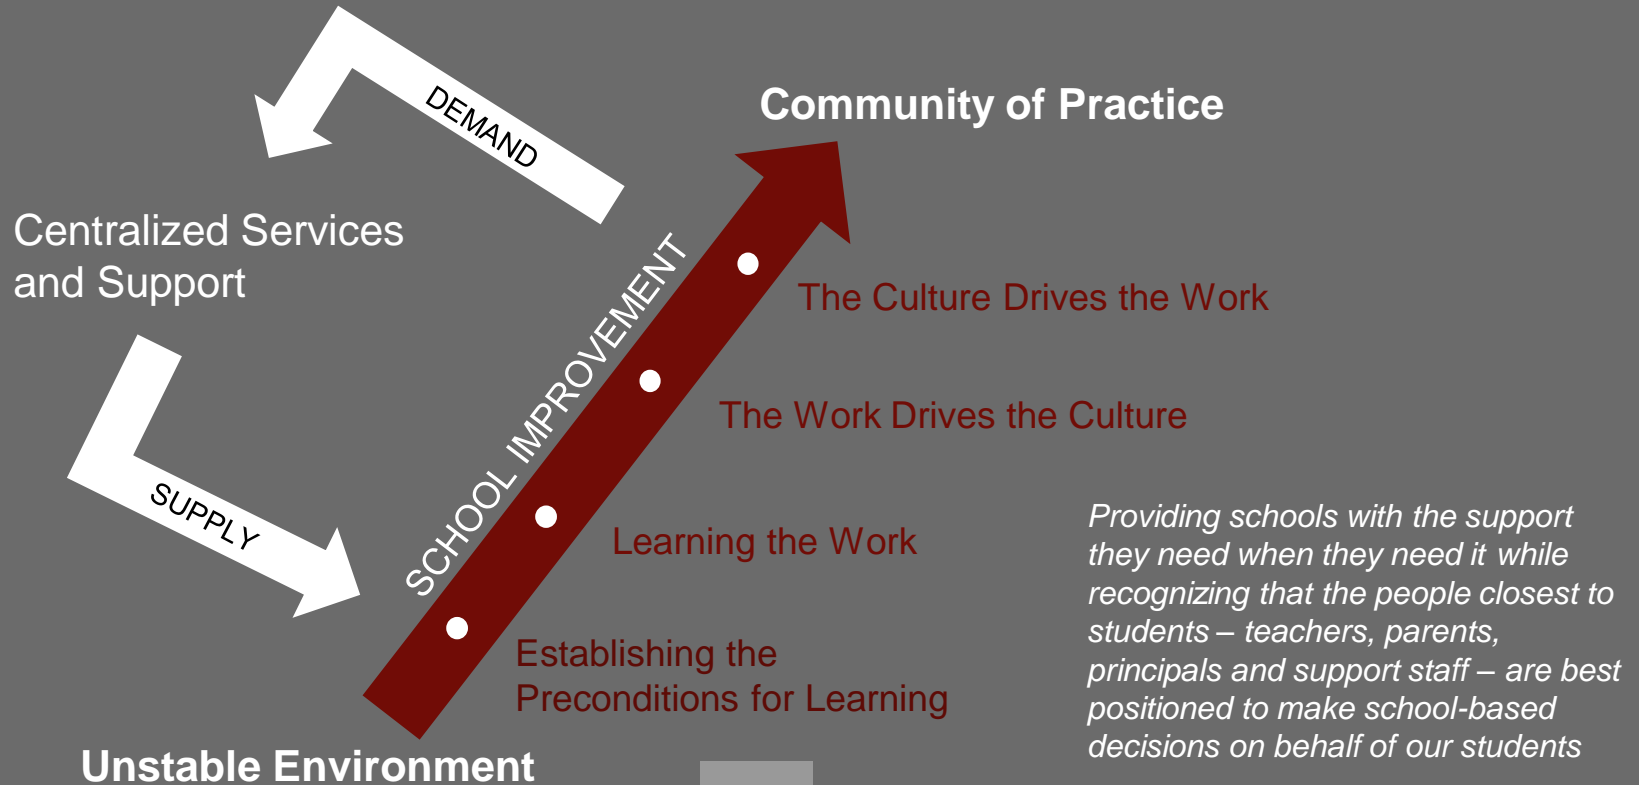 DEMAND
Community of Practice
Centralized Services
and Support
SCHOOL IMPROVEMENT
The Culture Drives the Work
The Work Drives the Culture
SUPPLY
Learning the Work
Providing schools with the support
they need when they need it while
recognizing that the people closest to
students – teachers, parents,
principals and support staff – are best
positioned to make school-based
decisions on behalf of our students
Establishing the
Preconditions for Learning
Unstable Environment